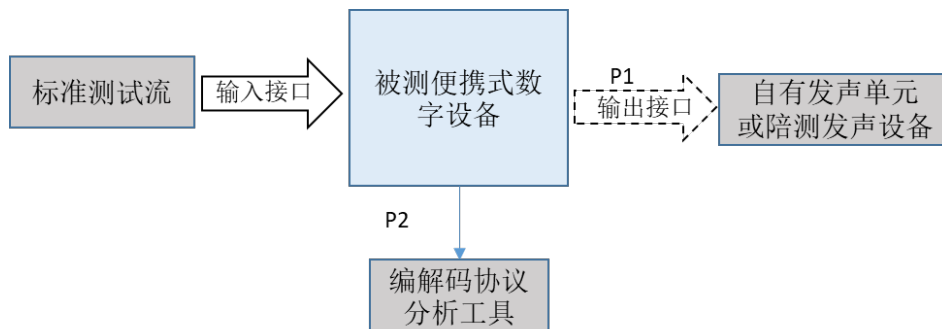 标准测试流
输入接口
被测便携式数
字设备
P1
输出接口
自有发声单元
或陪测发声设备
P2
编解码协议
分析工具